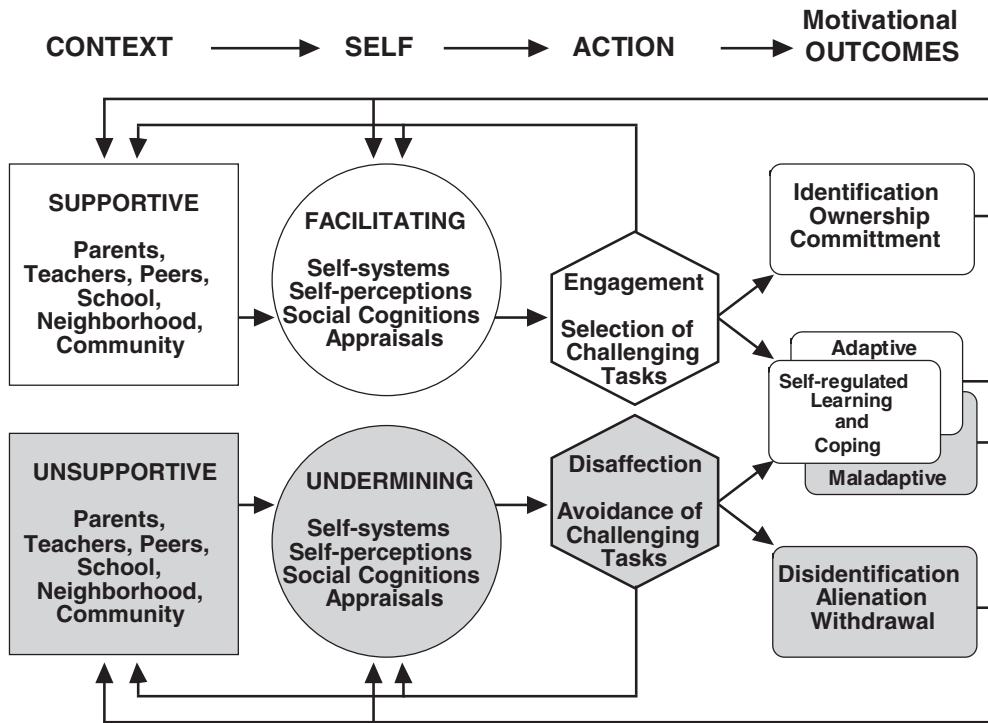 CONTEXT
SELF
ACTION
Motivational
OUTCOMES
SUPPORTIVE
Parents,
Teachers, Peers,
School,
Neighborhood,
Community
FACILITATING
Self-systems
Self-perceptions
Social Cognitions
Appraisals
Engagement
Selection of
Challenging
Tasks
Identification
Ownership
Committment
Adaptive
Self-regulated
Learning
and
Coping
Maladaptive
UNSUPPORTIVE
Parents,
Teachers, Peers,
School,
Neighborhood,
Community
UNDERMINING
Self-systems
Self-perceptions
Social Cognitions
Appraisals
Disaffection
Avoidance of
Challenging
Tasks
Disidentification
Alienation
Withdrawal